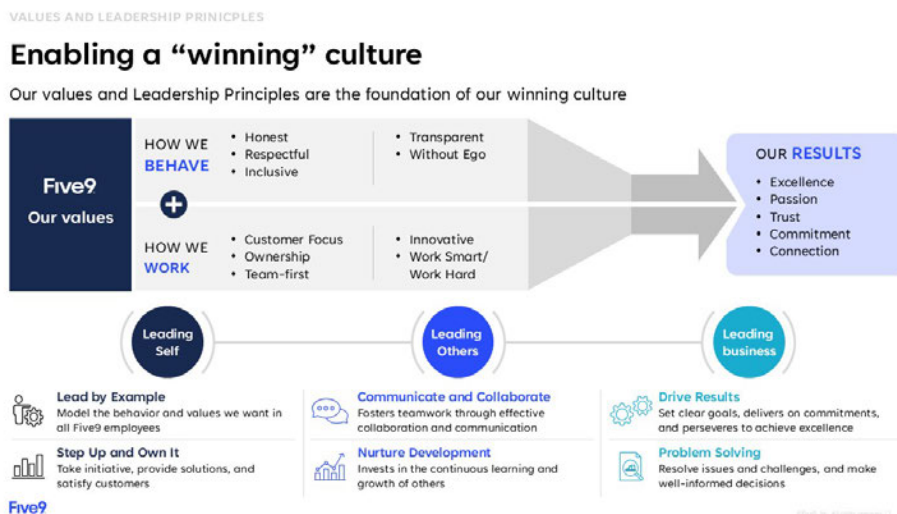 VALUES AND LEADERSHIP PRINICPLES
Enabling a “winning” culture
Our values and Leadership Principles are the foundation of our winning culture
Five9
Our values
HOW WE
BEHAVE
• Honest
• Respectful
• Inclusive
• Transparent
• Without Ego
HOW WE
WORK
• Customer Focus
• Ownership
• Team-first
• Innovative
• Work Smart/
Work Hard
OUR RESULTS
• Excellence
• Passion
• Trust
• Commitment
• Connection
Leading
Self
Leading
Others
Leading
business
Lead by Example
Model the behavior and values we want in
all Five9 employees
Step Up and Own It
Take initiative, provide solutions, and
satisfy customers
Communicate and Collaborate
Fosters teamwork through effective
collaboration and communication
Nurture Development
Invests in the continuous learning and
growth of others
Drive Results
Set clear goals, delivers on commitments,
and perseveres to achieve excellence
Problem Solving
Resolve issues and challenges, and make
well-informed decisions
Five9